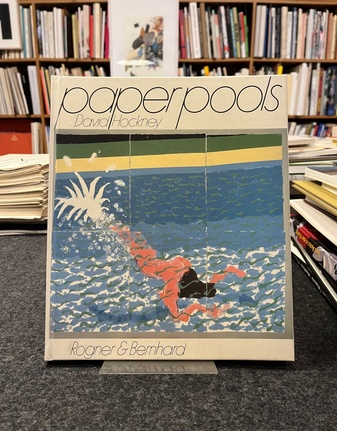 paper pools
David Hockney
Rogner & Bernhard